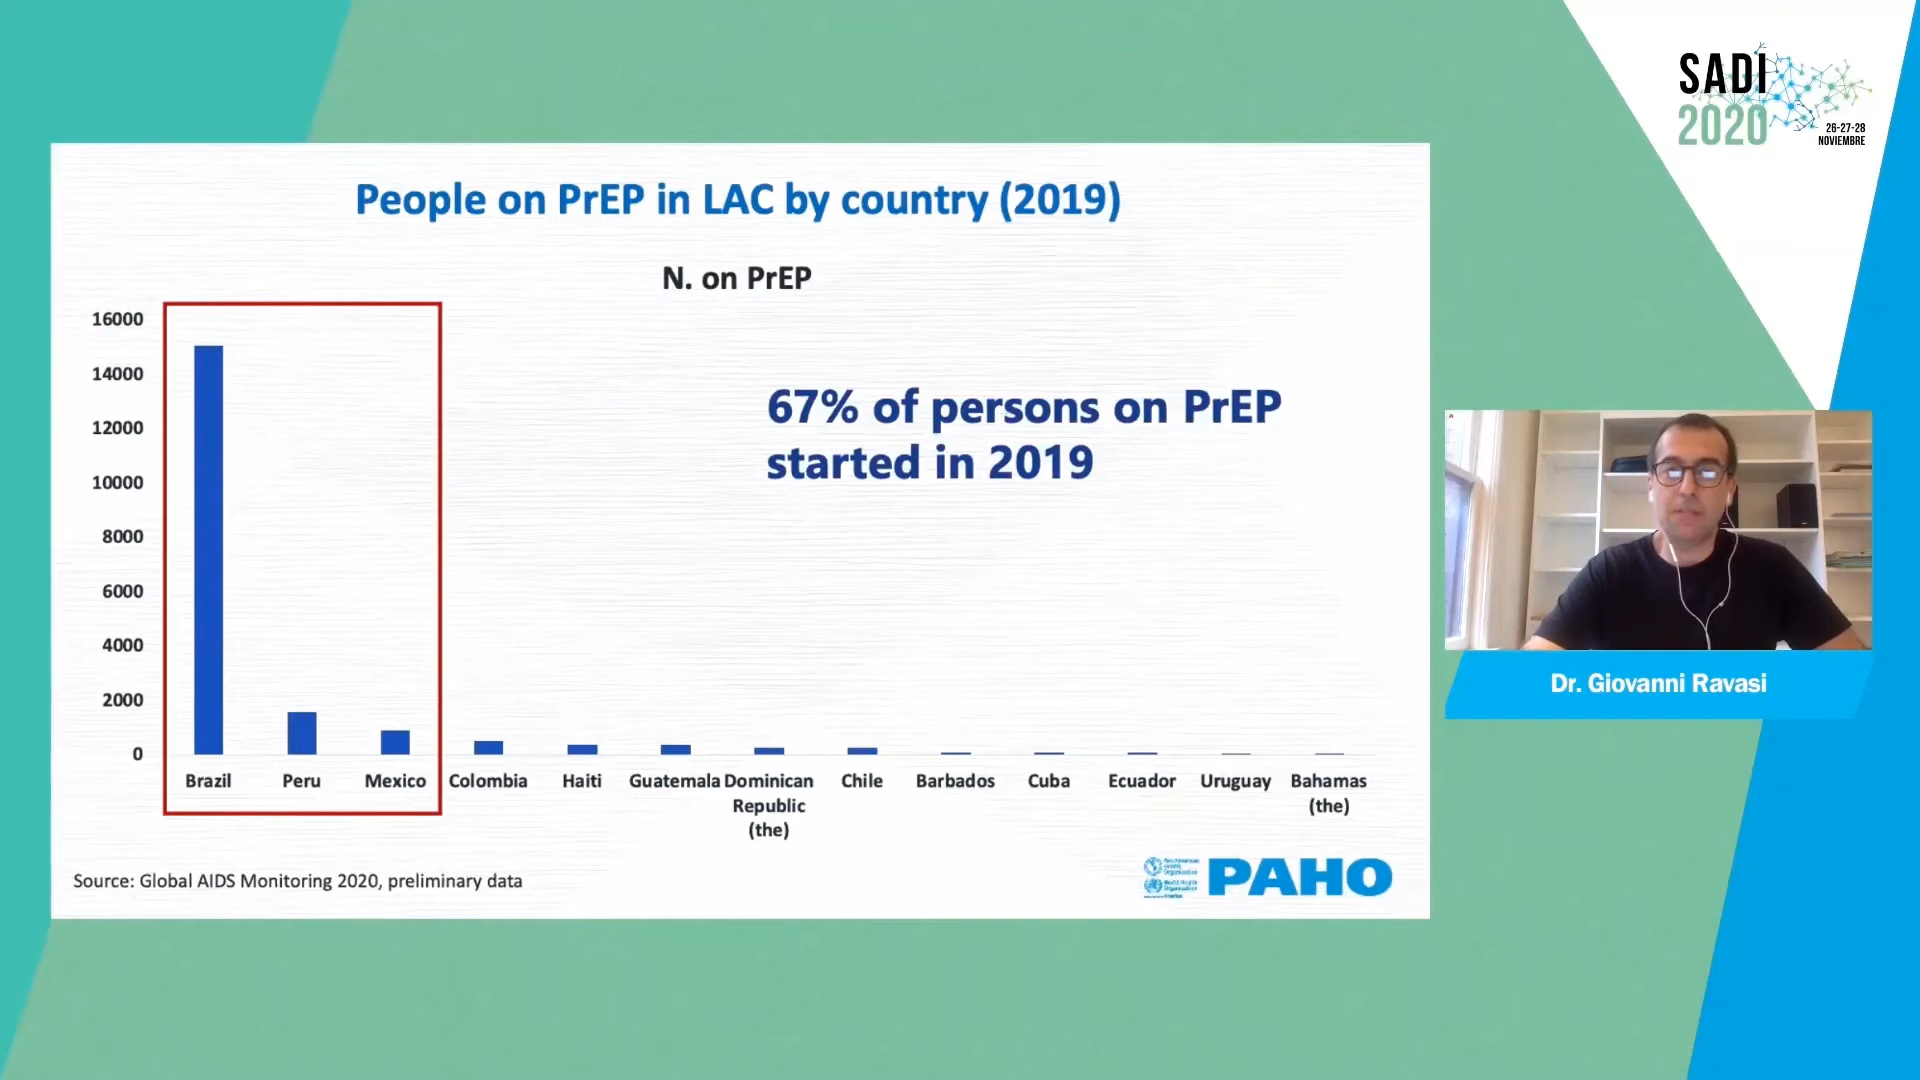 SADI
2020
26-27-28
NOVIEMBRE
People on PrEP in LAC by country (2019)
N. on PrEP
16000
14000
12000
10000
8000
6000
4000
2000
0
67% of persons on PrEP
started in 2019
Brazil
Peru
Mexico
Colombia
Haiti
Guatemala
Dominican
Republic
(the)
Chile
Barbados
Cuba
Ecuador
Uruguay
Bahamas
(the)
Source: Global AIDS Monitoring 2020, preliminary data
PAHO
Dr. Giovanni Ravasi